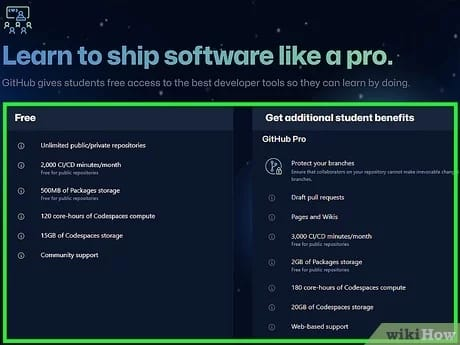 Learn to ship software like a pro.
GitHub gives students free access to the best developer tools so they can learn by doing.
Free
Unlimited public/private repositories
2,000 CI/CD minutes/month
Free for public repositories
500MB of Packages storage
Free for public repositories
120 core-hours of Codespaces compute
15GB of Codespaces storage
Community support
Get additional student benefits
GitHub Pro
Protect your branches
Ensure that collaborators on your repository cannot make irrevocable changes
branches.
Draft pull requests
Pages and Wikis
3,000 CI/CD minutes/month
Free for public repositories
2GB of Packages storage
Free for public repositories
180 core-hours of Codespaces compute
20GB of Codespaces storage
Web-based support
wikiHow